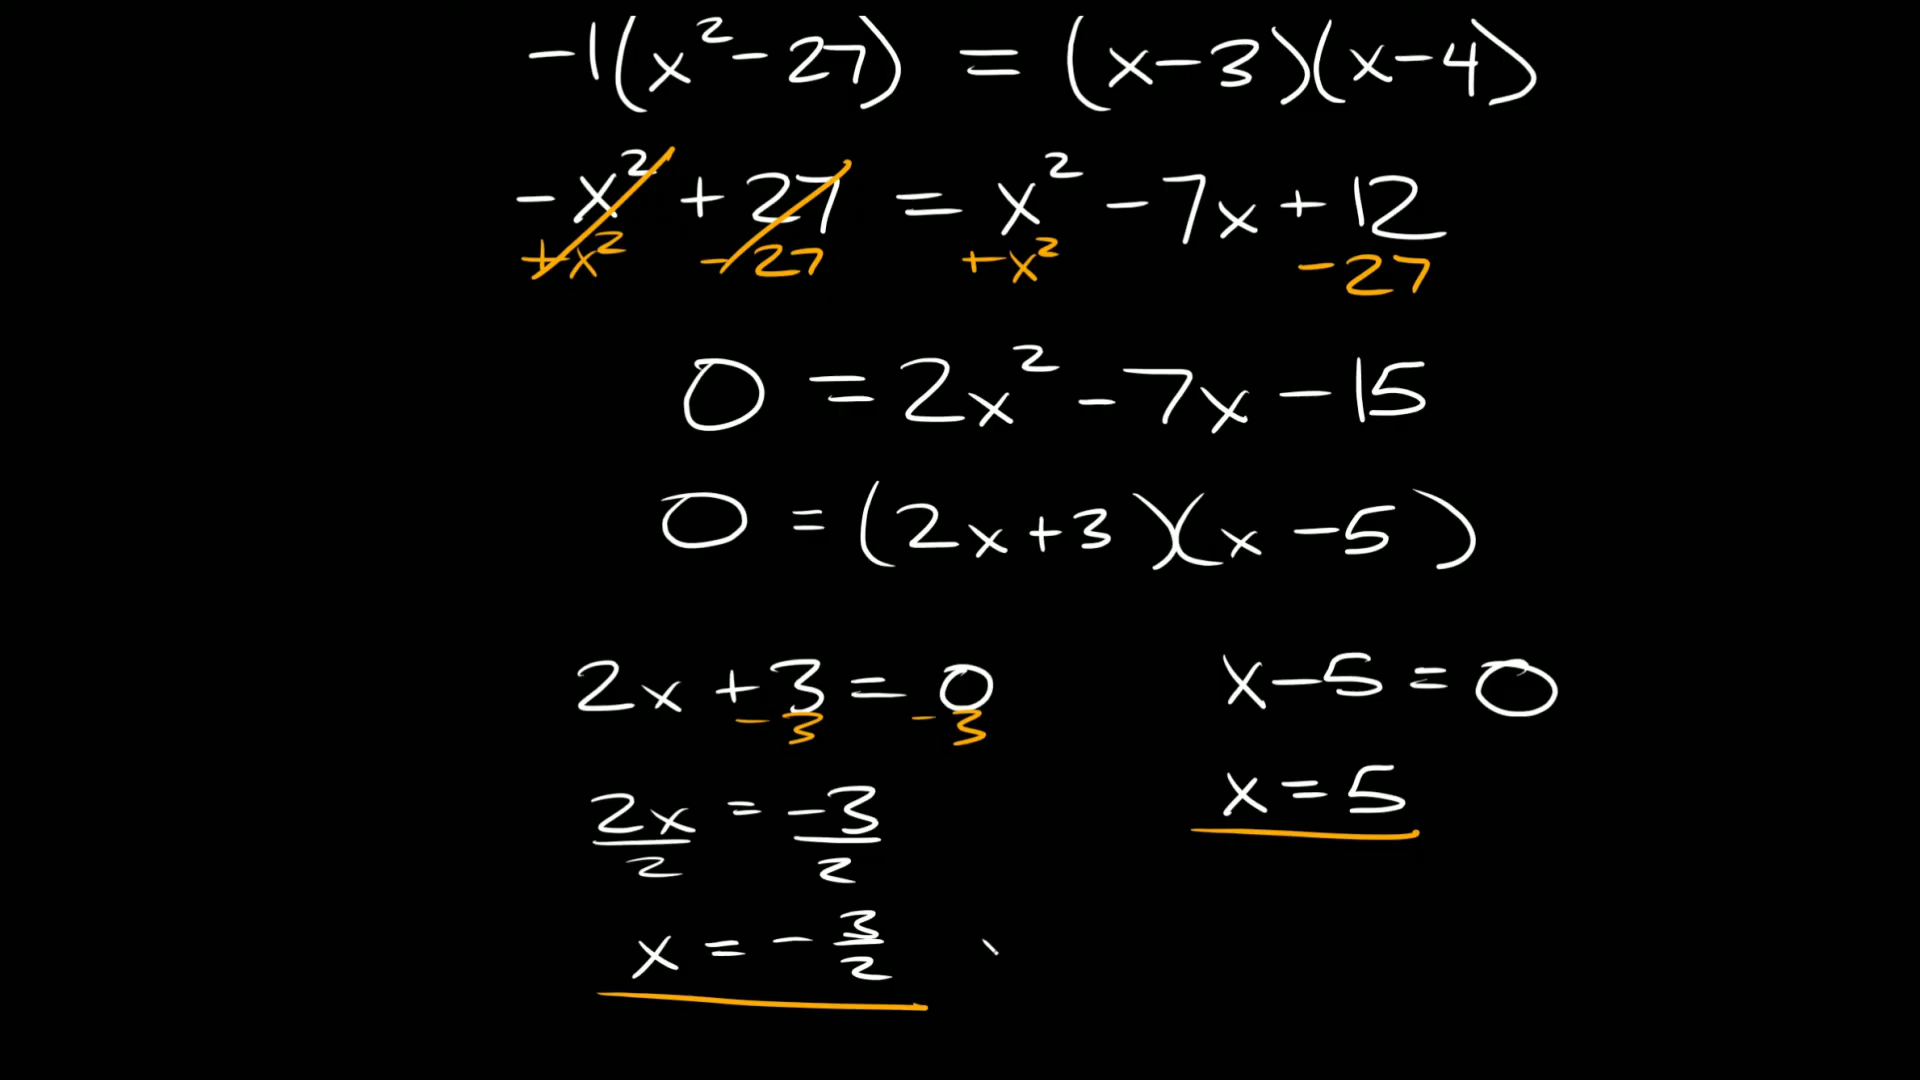 -1(x²-27) = (x-3)(x-4)
-x² + 27 = x² - 7x + 12
+x² -27 +x² -27
0 = 2x² - 7x - 15
0 = (2x+3)(x-5)
2x + 3 = 0 x-5 = 0
-3 -3
2x/2 = -3/2 x = 5
x = - 3/2